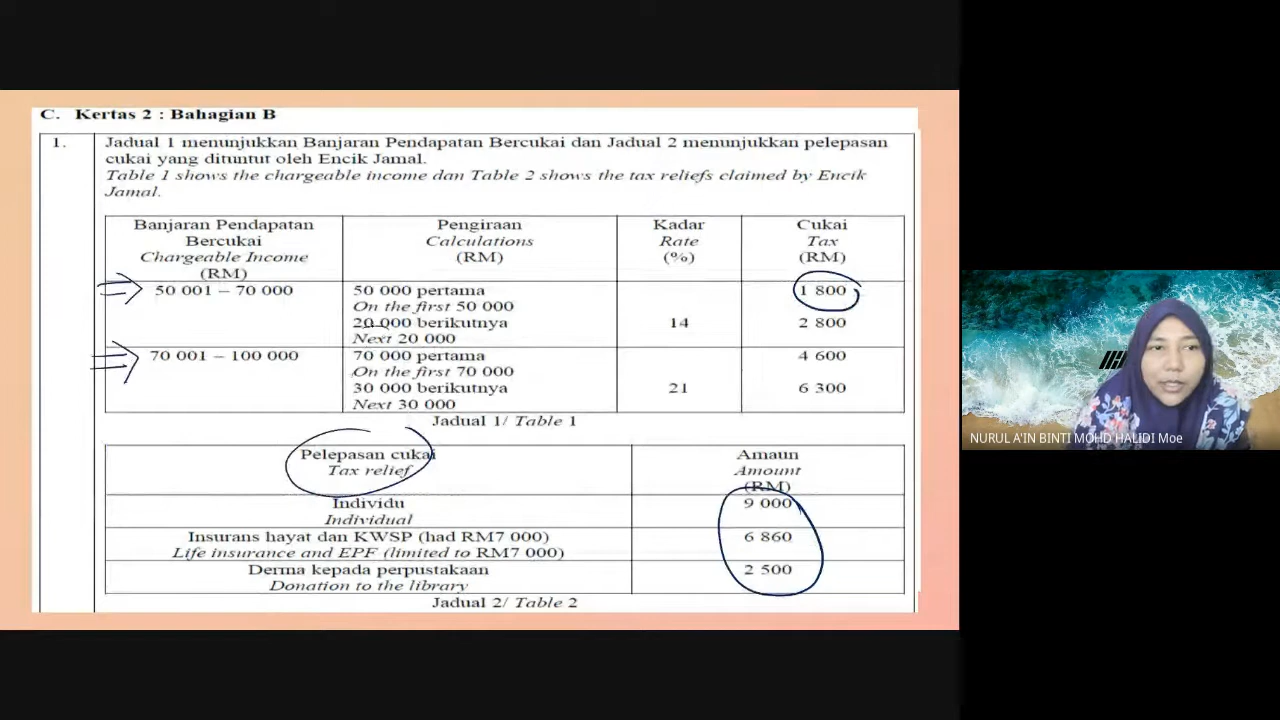 C. Kertas 2 : Bahagian B
1.
Jadual 1 menunjukkan Banjaran Pendapatan Bercukai dan Jadual 2 menunjukkan pelepasan
cukai yang dituntut oleh Encik Jamal.
Table 1 shows the chargeable income dan Table 2 shows the tax reliefs claimed by Encik
Jamal.
Banjaran Pendapatan
Bercukai
Chargeable Income
(RM)
Pengiraan
Calculations
(RM)
Kadar
Rate
(%)
Cukai
Tax
(RM)
50 001 – 70 000
50 000 pertama
On the first 50 000
1 800
20 000 berikutnya
Next 20 000
14
2 800
70 001 – 100 000
70 000 pertama
On the first 70 000
4 600
30 000 berikutnya
Next 30 000
21
6 300
Jadual 1/ Table 1
Pelepasan cukai
Tax relief
Amaun
Amount
(RM)
Individu
Individual
9 000
Insurans hayat dan KWSP (had RM7 000)
Life insurance and EPF (limited to RM7 000)
6 860
Derma kepada perpustakaan
Donation to the library
2 500
Jadual 2/ Table 2
NURUL A'IN BINTI MOHD HALIDI Moe